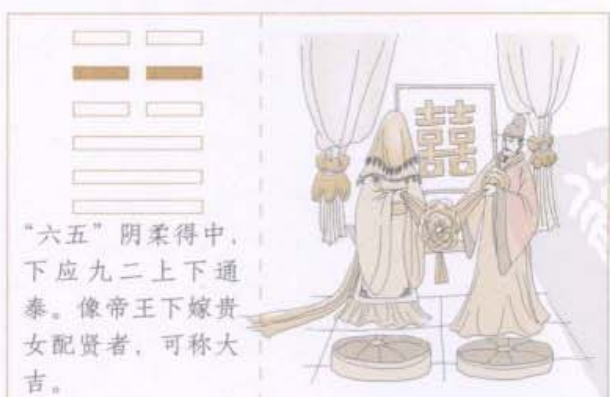 囍
“六五”阴柔得中，
下应九二上下通
泰。像帝王下嫁贵
女配贤者，可称大
吉。